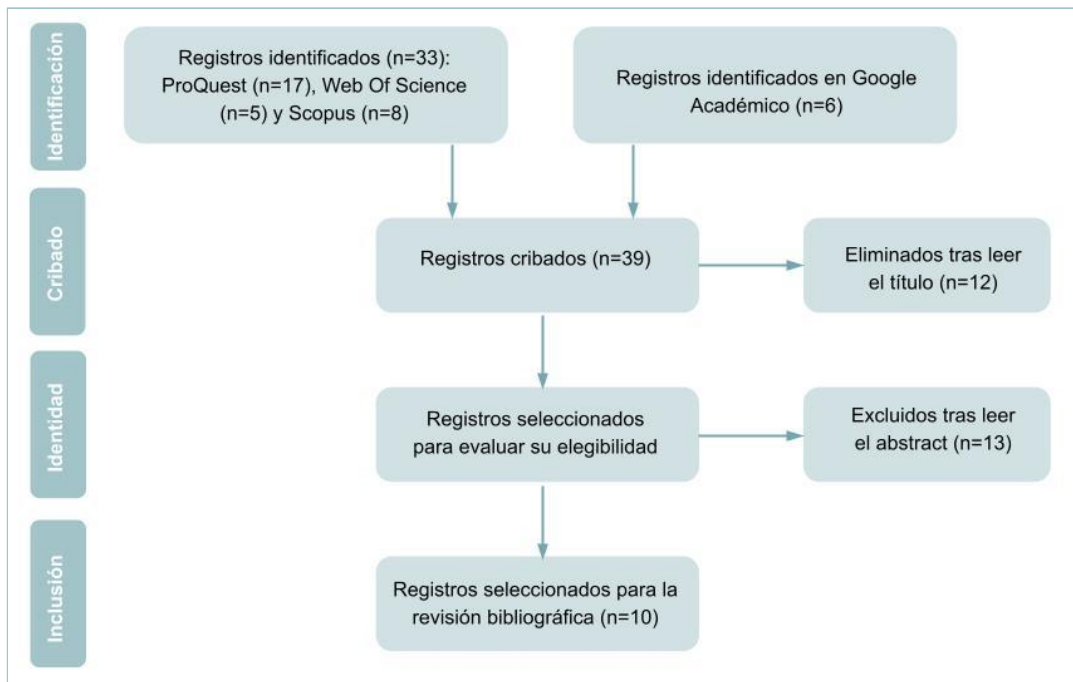 Identificación
Registros identificados (n=33):
ProQuest (n=17), Web Of Science
(n=5) y Scopus (n=8)
Registros identificados en Google
Académico (n=6)
Cribado
Registros cribados (n=39)
Eliminados tras leer
el título (n=12)
Identidad
Registros seleccionados
para evaluar su elegibilidad
Excluidos tras leer
el abstract (n=13)
Inclusión
Registros seleccionados para la
revisión bibliográfica (n=10)